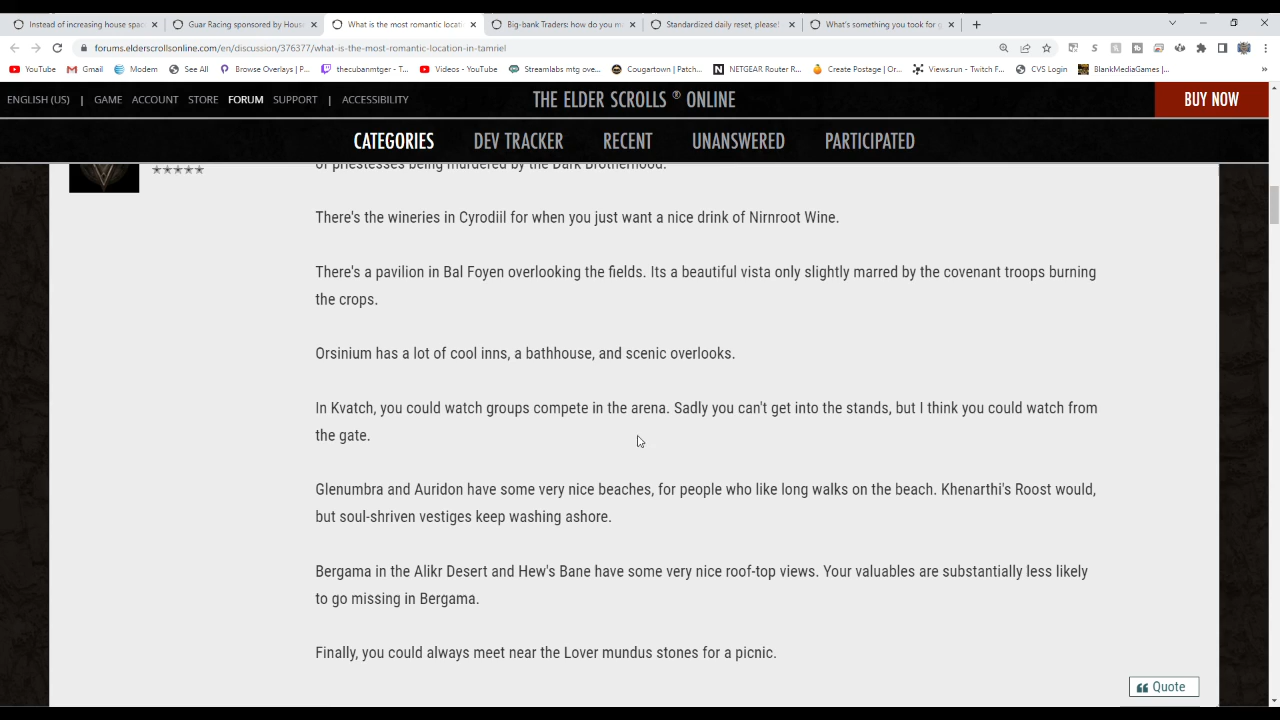 Instead of increasing house spac
Guar Racing sponsored by Hous
What is the most romantic locati
Big-bank Traders: how do you m
Standardized daily reset, please!
What's something you took for g
forums.elderscrollsonline.com/en/discussion/376377/what-is-the-most-romantic-location-in-tamriel
YouTube
Gmail
Modem
See All
Browse Overlays | P...
thecubanmtger - T...
Videos - YouTube
Streamlabs mtg ove...
Cougartown | Patch...
NETGEAR Router R...
Create Postage | Or...
Views.run - Twitch F...
CVS Login
BlankMediaGames |...
ENGLISH (US) | GAME ACCOUNT STORE FORUM SUPPORT | ACCESSIBILITY
THE ELDER SCROLLS ® ONLINE
BUY NOW
CATEGORIES DEV TRACKER RECENT UNANSWERED PARTICIPATED
of priestesses being murdered by the Dark Brotherhood.
There's the wineries in Cyrodiil for when you just want a nice drink of Nirnroot Wine.
There's a pavilion in Bal Foyen overlooking the fields. Its a beautiful vista only slightly marred by the covenant troops burning
the crops.
Orsinium has a lot of cool inns, a bathhouse, and scenic overlooks.
In Kvatch, you could watch groups compete in the arena. Sadly you can't get into the stands, but I think you could watch from
the gate.
Glenumbra and Auridon have some very nice beaches, for people who like long walks on the beach. Khenarthi's Roost would,
but soul-shriven vestiges keep washing ashore.
Bergama in the Alikr Desert and Hew's Bane have some very nice roof-top views. Your valuables are substantially less likely
to go missing in Bergama.
Finally, you could always meet near the Lover mundus stones for a picnic.
Quote